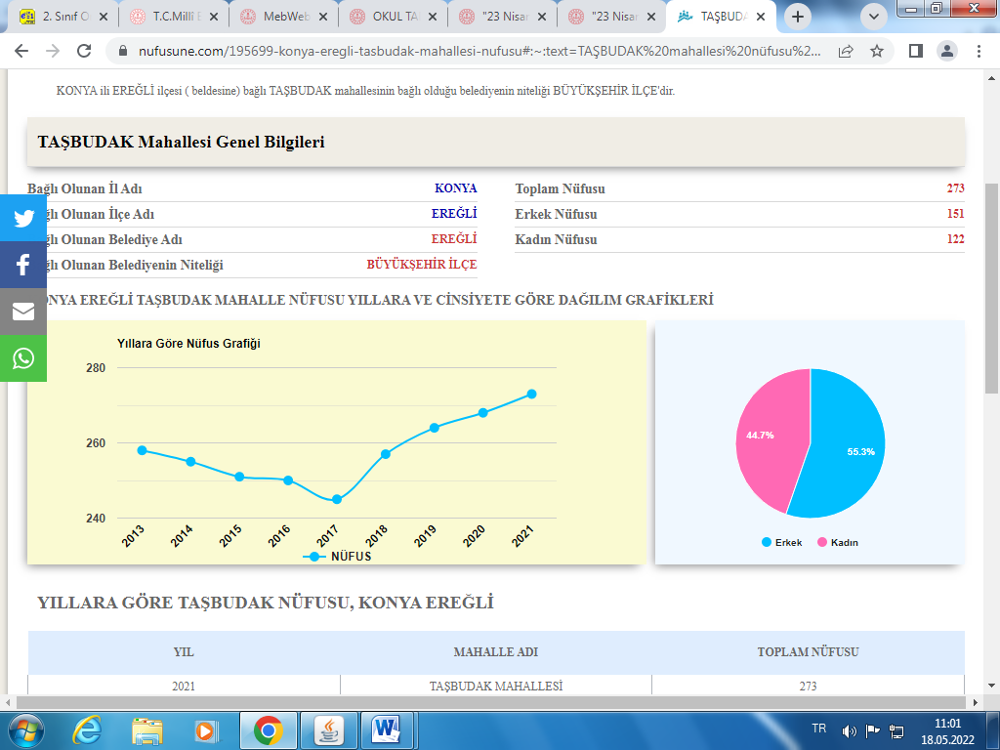 2. Sınıf O
T.C.Millî E
MebWeb
OKUL TA
"23 Nisan
"23 Nisan
TAŞBUDA
nufusune.com/195699-konya-eregli-tasbudak-mahallesi-nufusu#:~:text=TAŞBUDAK%20mahallesi%20nüfusu%2...
KONYA ili EREĞLİ ilçesi ( beldesine) bağlı TAŞBUDAK mahallesinin bağlı olduğu belediyenin niteliği BÜYÜKŞEHİR İLÇE'dir.
TAŞBUDAK Mahallesi Genel Bilgileri
Bağlı Olunan İl Adı KONYA Toplam Nüfusu 273
ğlı Olunan İlçe Adı EREĞLİ Erkek Nüfusu 151
ğlı Olunan Belediye Adı EREĞLİ Kadın Nüfusu 122
ğlı Olunan Belediyenin Niteliği BÜYÜKŞEHİR İLÇE
ONYA EREĞLİ TAŞBUDAK MAHALLE NÜFUSU YILLARA VE CİNSİYETE GÖRE DAĞILIM GRAFİKLERİ
Yıllara Göre Nüfus Grafiği
280
260
240
2013 2014 2015 2016 2017 2018 2019 2020 2021
NÜFUS
44.7%
55.3%
Erkek Kadın
YILLARA GÖRE TAŞBUDAK NÜFUSU, KONYA EREĞLİ
YIL MAHALLE ADI TOPLAM NÜFUSU
2021 TAŞBUDAK MAHALLESİ 273
TR
11:01
18.05.2022